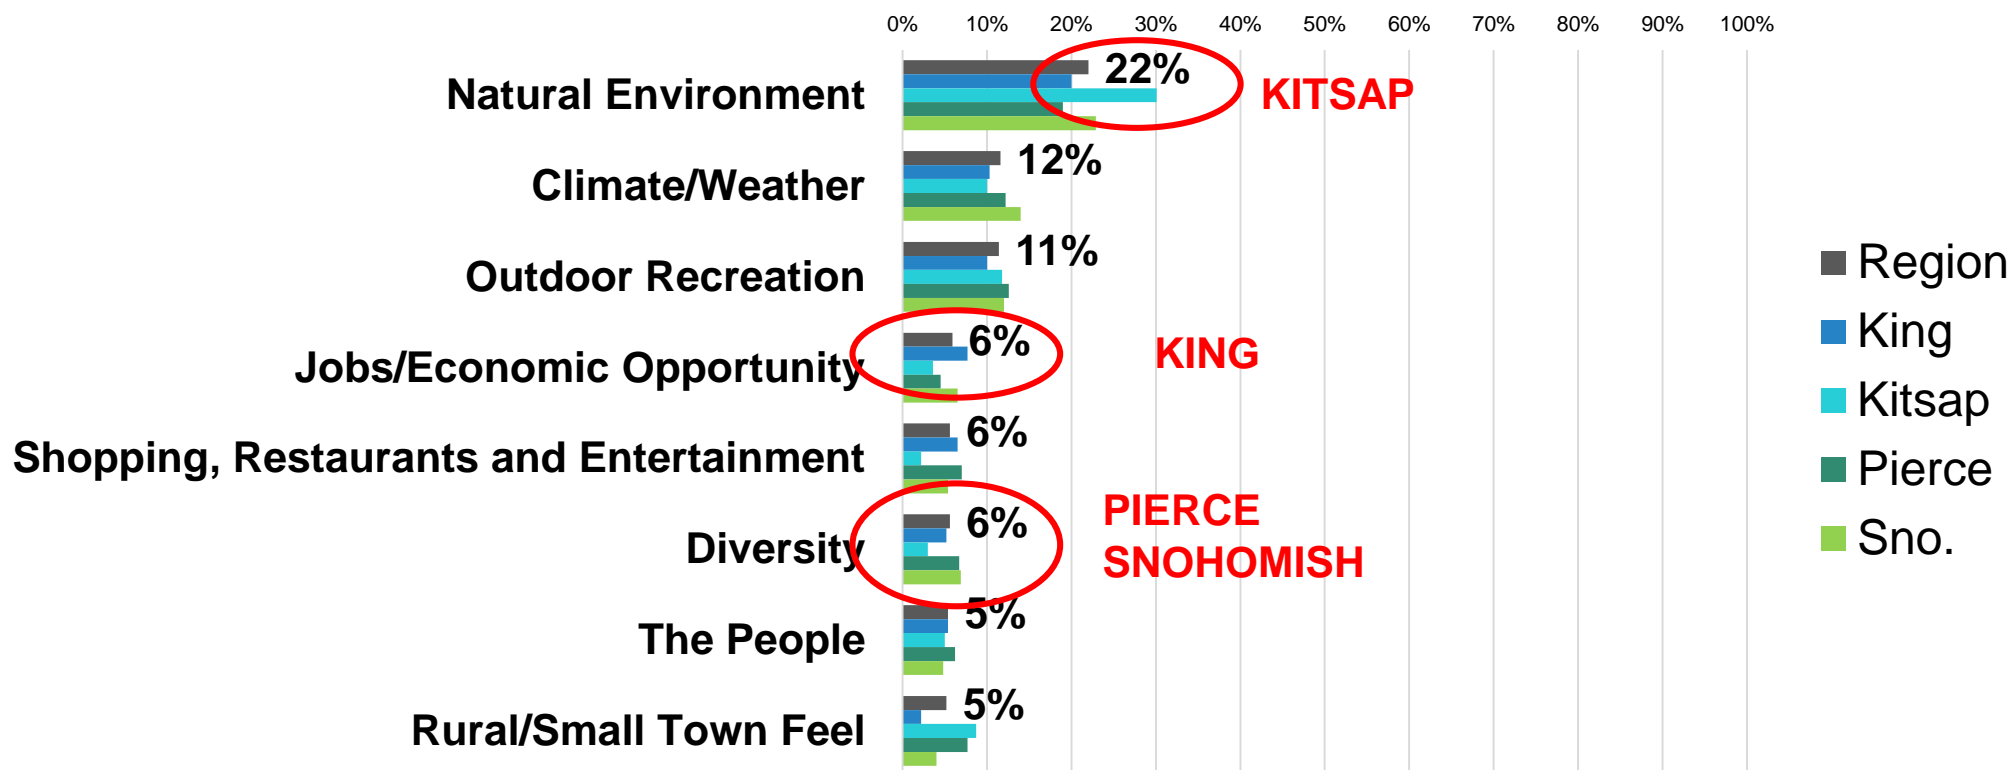 0% 10% 20% 30% 40% 50% 60% 70% 80% 90% 100%
Natural Environment 22% KITSAP
Climate/Weather 12%
Outdoor Recreation 11%
Jobs/Economic Opportunity 6% KING
Shopping, Restaurants and Entertainment 6%
Diversity 6% PIERCE
SNOHOMISH
The People 5%
Rural/Small Town Feel 5%
Region
King
Kitsap
Pierce
Sno.